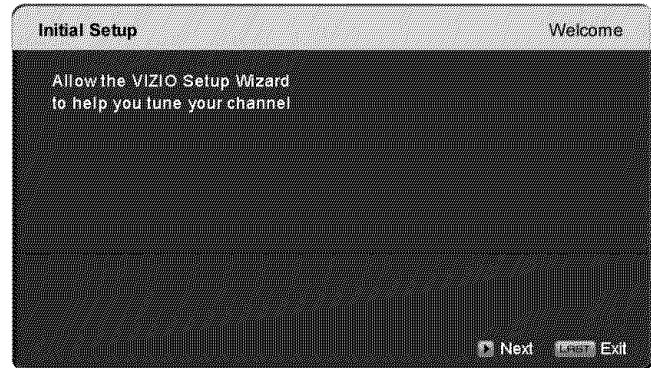 Initial Setup Welcome
Allow the VIZIO Setup Wizard
to help you tune your channel
Next LAST Exit